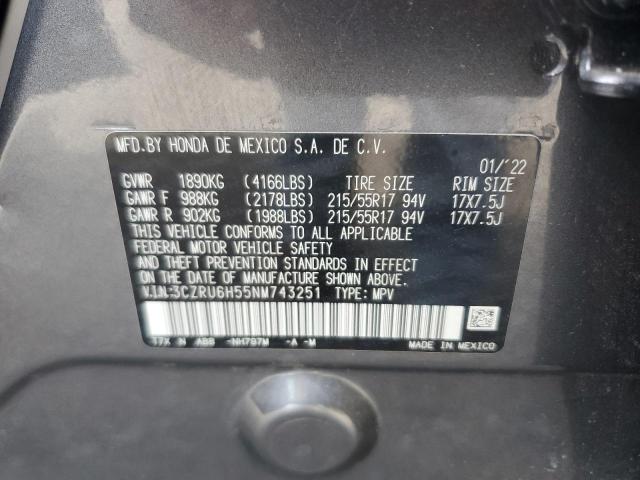 MFD.BY HONDA DE MEXICO S.A. DE C.V.
01/'22
GVWR 1890KG (4166LBS) TIRE SIZE RIM SIZE
GAWR F 988KG (2178LBS) 215/55R17 94V 17X7.5J
GAWR R 902KG (1988LBS) 215/55R17 94V 17X7.5J
THIS VEHICLE CONFORMS TO ALL APPLICABLE
FEDERAL MOTOR VEHICLE SAFETY
AND THEFT PREVENTION STANDARDS IN EFFECT
ON THE DATE OF MANUFACTURE SHOWN ABOVE.
V.I.N.:3CZRU6H55NM743251 TYPE: MPV
T7X N ABB -NH797M -A -M MADE IN MEXICO